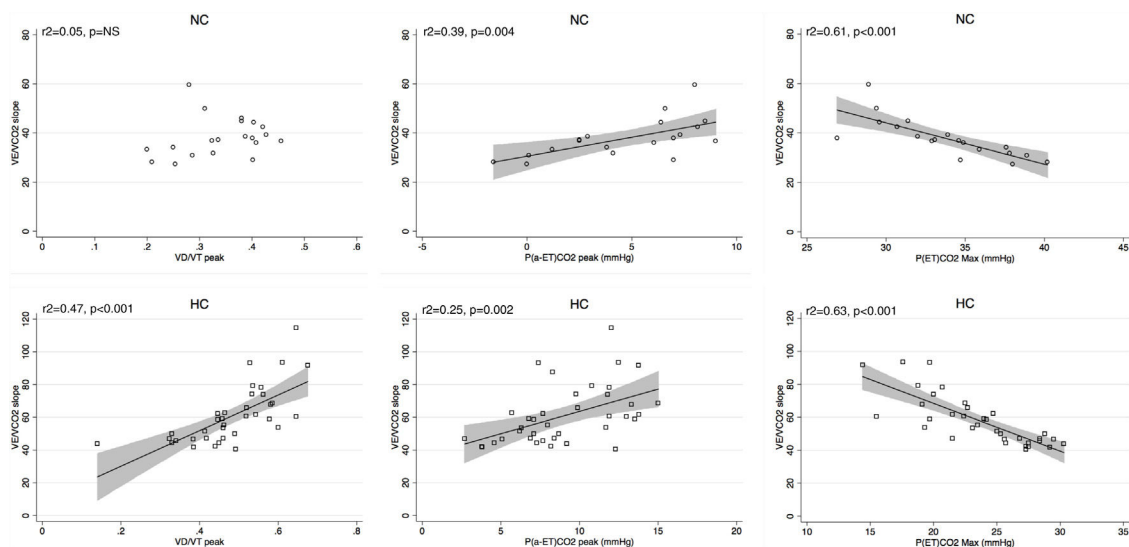 NC
r2=0.05, p=NS
VE/VCO2 slope
0 20 40 60 80
0 .1 .2 .3 .4 .5 .6
VD/VT peak
NC
r2=0.39, p=0.004
VE/VCO2 slope
0 20 40 60 80
-5 0 5 10
P(a-ET)CO2 peak (mmHg)
NC
r2=0.61, p<0.001
VE/VCO2 slope
0 20 40 60 80
25 30 35 40 45
P(ET)CO2 Max (mmHg)
HC
r2=0.47, p<0.001
VE/VCO2 slope
0 20 40 60 80 100 120
0 .2 .4 .6 .8
VD/VT peak
HC
r2=0.25, p=0.002
VE/VCO2 slope
0 20 40 60 80 100 120
0 5 10 15 20
P(a-ET)CO2 peak (mmHg)
HC
r2=0.63, p<0.001
VE/VCO2 slope
0 20 40 60 80 100 120
10 15 20 25 30 35
P(ET)CO2 Max (mmHg)